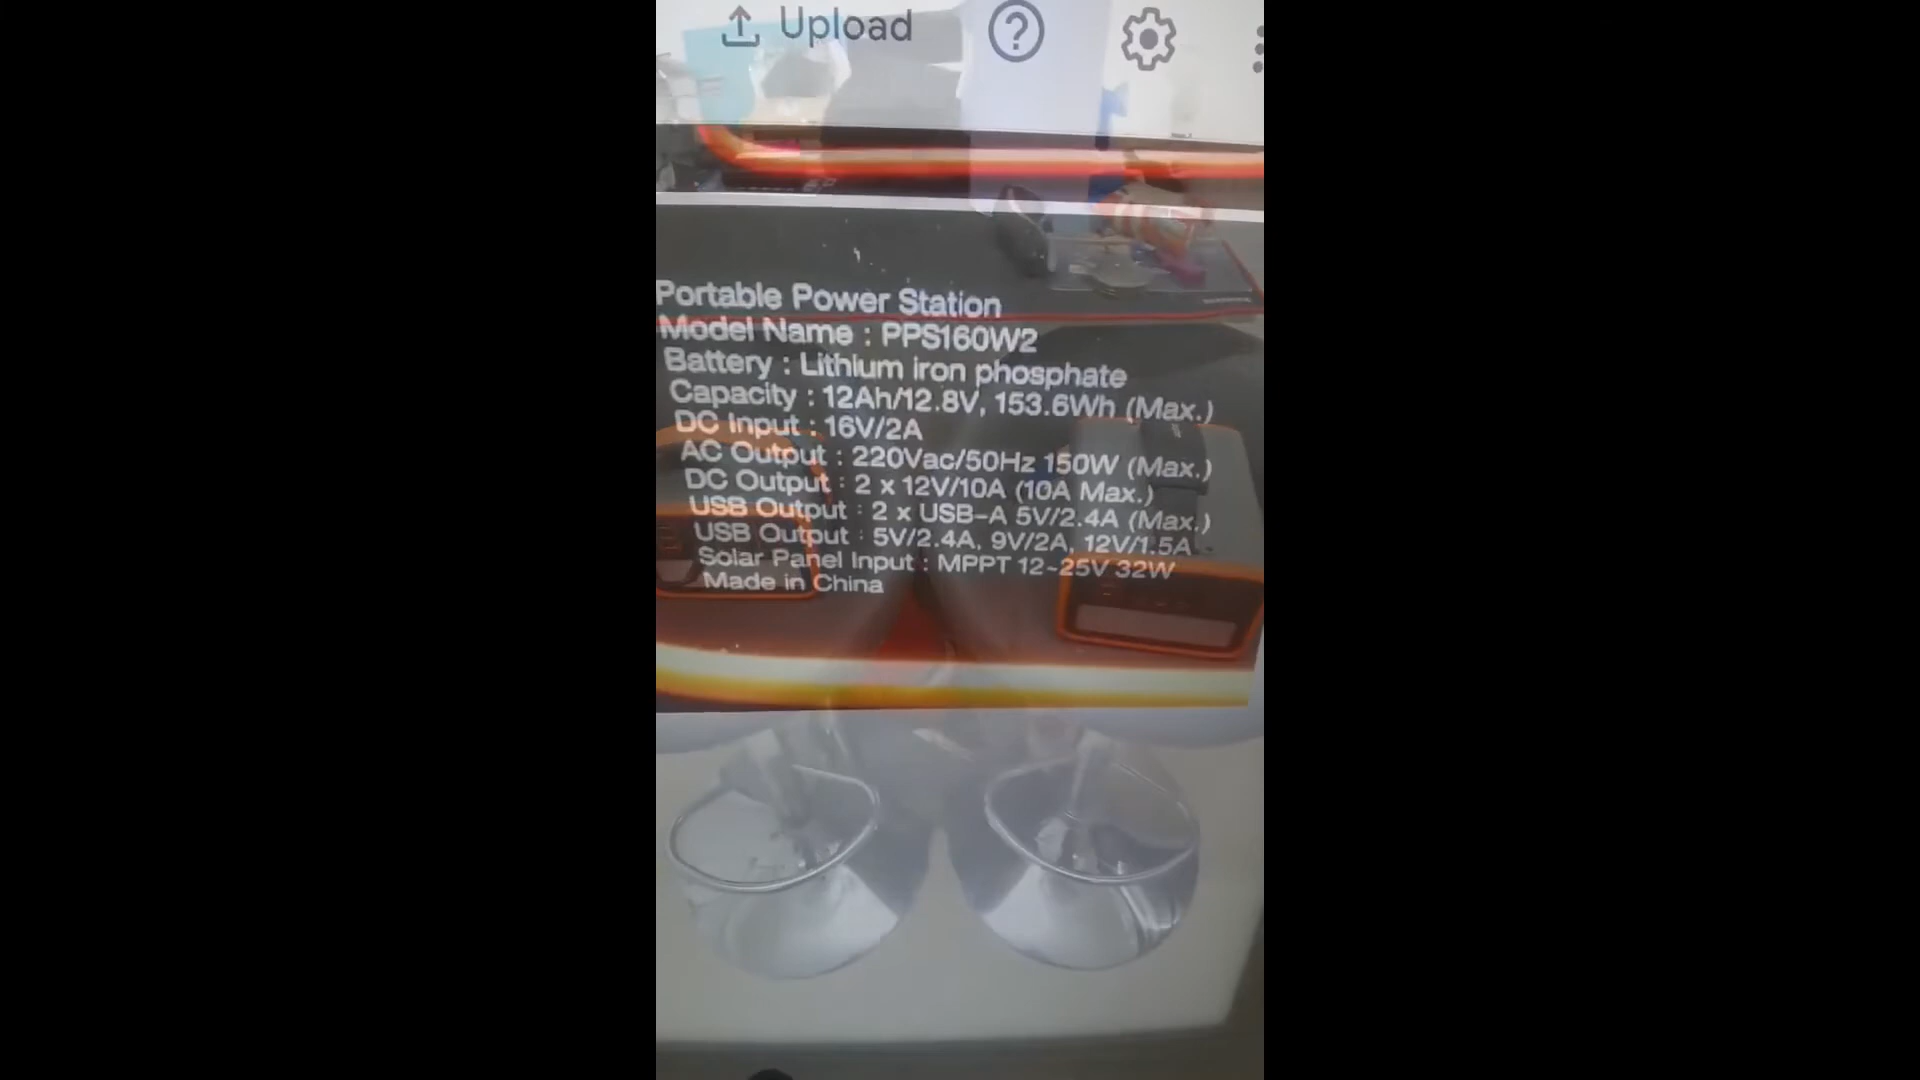 Upload
Portable Power Station
Model Name : PPS160W2
Battery : Lithium iron phosphate
Capacity : 12Ah/12.8V, 153.6Wh (Max.)
DC Input : 16V/2A
AC Output : 220Vac/50Hz 150W (Max.)
DC Output : 2 x 12V/10A (10A Max.)
USB Output : 2 x USB-A 5V/2.4A (Max.)
USB Output : 5V/2.4A, 9V/2A, 12V/1.5A
Solar Panel Input : MPPT 12~25V 32W
Made in China